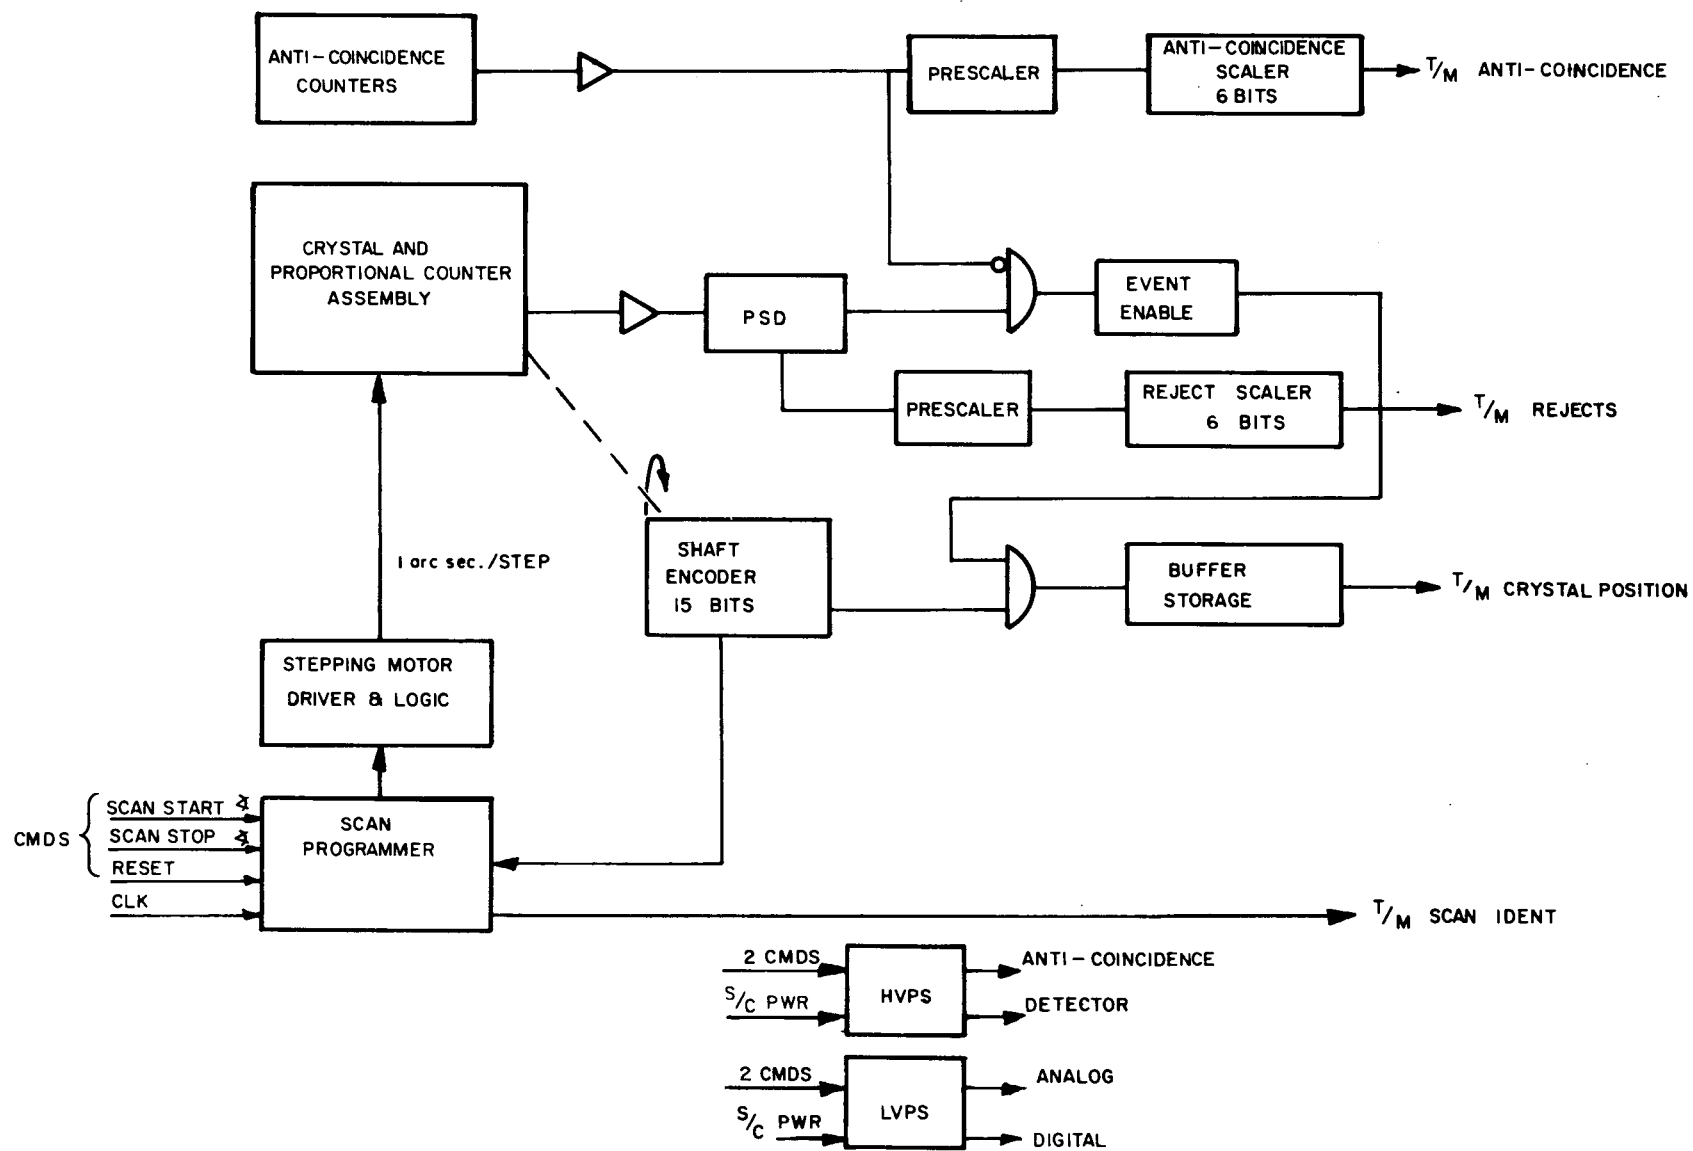 ANTI-COINCIDENCE
COUNTERS
PRESCALER
ANTI-COINCIDENCE
SCALER
6 BITS
T/M ANTI-COINCIDENCE
CRYSTAL AND
PROPORTIONAL COUNTER
ASSEMBLY
PSD
EVENT
ENABLE
PRESCALER
REJECT SCALER
6 BITS
T/M REJECTS
1 arc sec./STEP
SHAFT
ENCODER
15 BITS
BUFFER
STORAGE
T/M CRYSTAL POSITION
STEPPING MOTOR
DRIVER & LOGIC
CMDS
SCAN START ∢
SCAN STOP ∢
RESET
CLK
SCAN
PROGRAMMER
T/M SCAN IDENT
2 CMDS
S/C PWR
HVPS
ANTI-COINCIDENCE
DETECTOR
2 CMDS
S/C PWR
LVPS
ANALOG
DIGITAL